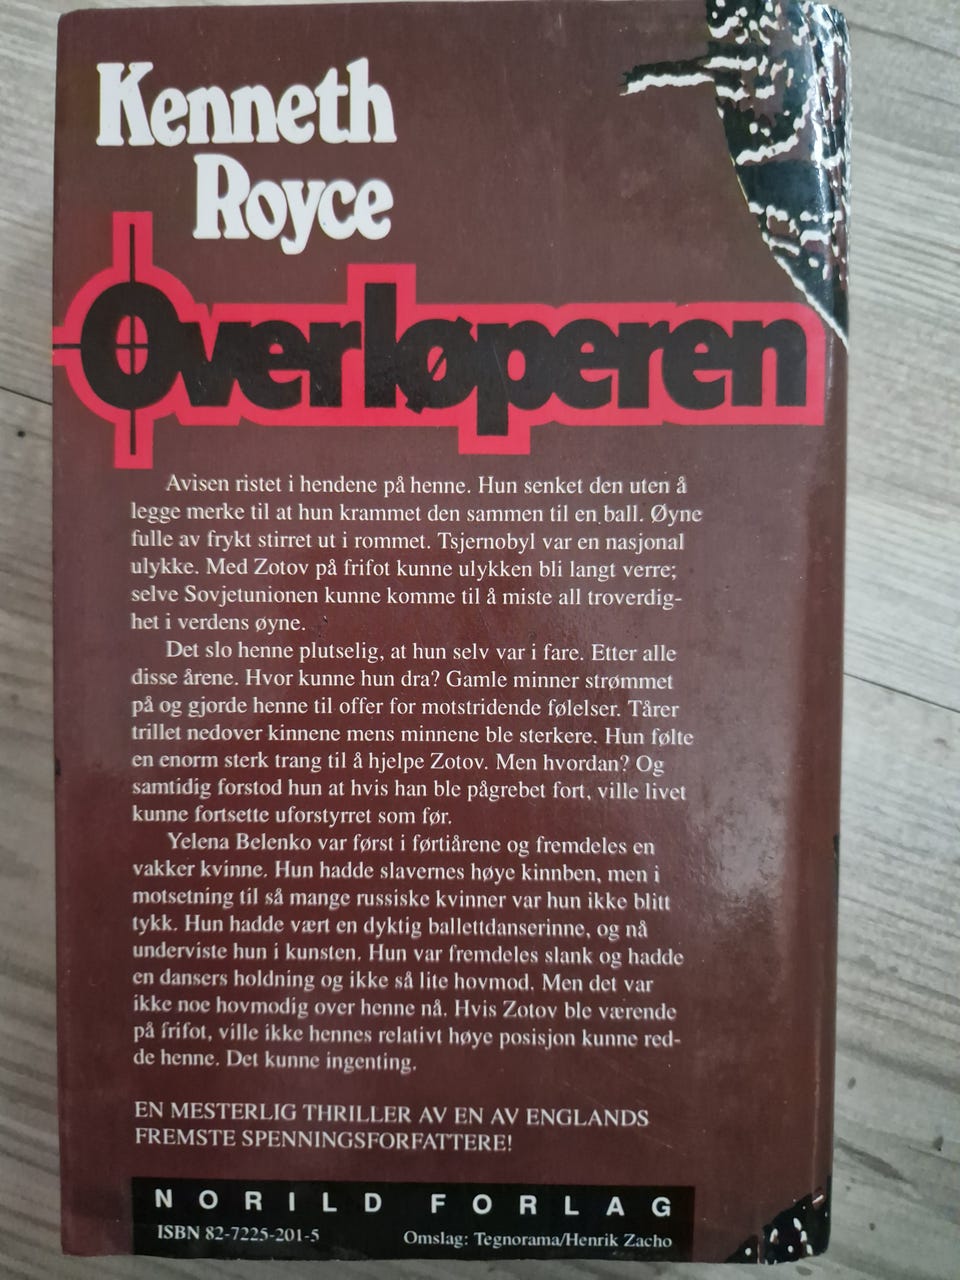 Kenneth
Royce
Overløperen
Avisen ristet i hendene på henne. Hun senket den uten å
legge merke til at hun krammet den sammen til en ball. Øyne
fulle av frykt stirret ut i rommet. Tsjernobyl var en nasjonal
ulykke. Med Zotov på frifot kunne ulykken bli langt verre;
selve Sovjetunionen kunne komme til å miste all troverdig-
het i verdens øyne.
Det slo henne plutselig, at hun selv var i fare. Etter alle
disse årene. Hvor kunne hun dra? Gamle minner strømmet
på og gjorde henne til offer for motstridende følelser. Tårer
trillet nedover kinnene mens minnene ble sterkere. Hun følte
en enorm sterk trang til å hjelpe Zotov. Men hvordan? Og
samtidig forstod hun at hvis han ble pågrebet fort, ville livet
kunne fortsette uforstyrret som før.
Yelena Belenko var først i førtiårene og fremdeles en
vakker kvinne. Hun hadde slavernes høye kinnben, men i
motsetning til så mange russiske kvinner var hun ikke blitt
tykk. Hun hadde vært en dyktig ballettdanserinne, og nå
underviste hun i kunsten. Hun var fremdeles slank og hadde
en dansers holdning og ikke så lite hovmod. Men det var
ikke noe hovmodig over henne nå. Hvis Zotov ble værende
på frifot, ville ikke hennes relativt høye posisjon kunne red-
de henne. Det kunne ingenting.
EN MESTERLIG THRILLER AV EN AV ENGLANDS
FREMSTE SPENNINGSFORFATTERE!
NORILD FORLAG
ISBN 82-7225-201-5 Omslag: Tegnorama/Henrik Zacho